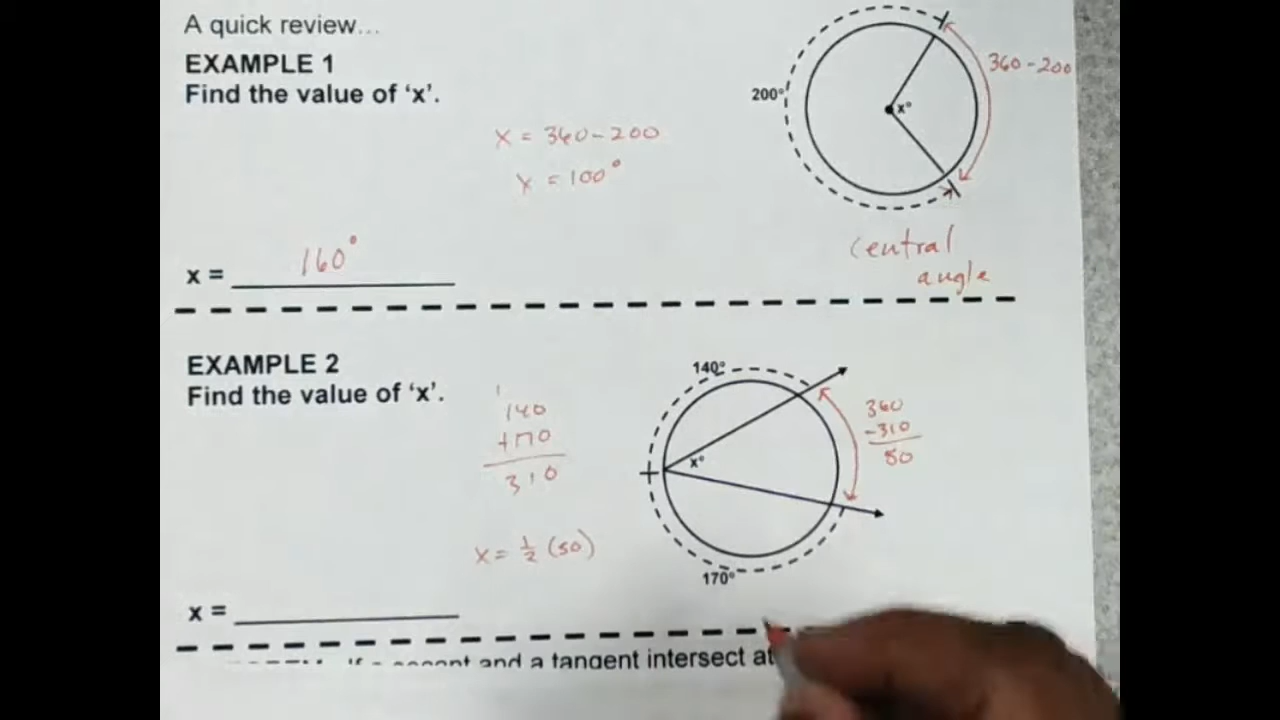 A quick review...
EXAMPLE 1
Find the value of ‘x’.
360-200
200°
x°
x = 360-200
x = 100°
central
angle
x = 160°
EXAMPLE 2
Find the value of ‘x’.
140°
1
140
+170
310
x°
360
-310
50
x = 1/2 (50)
170°
x =
and a tangent intersect at